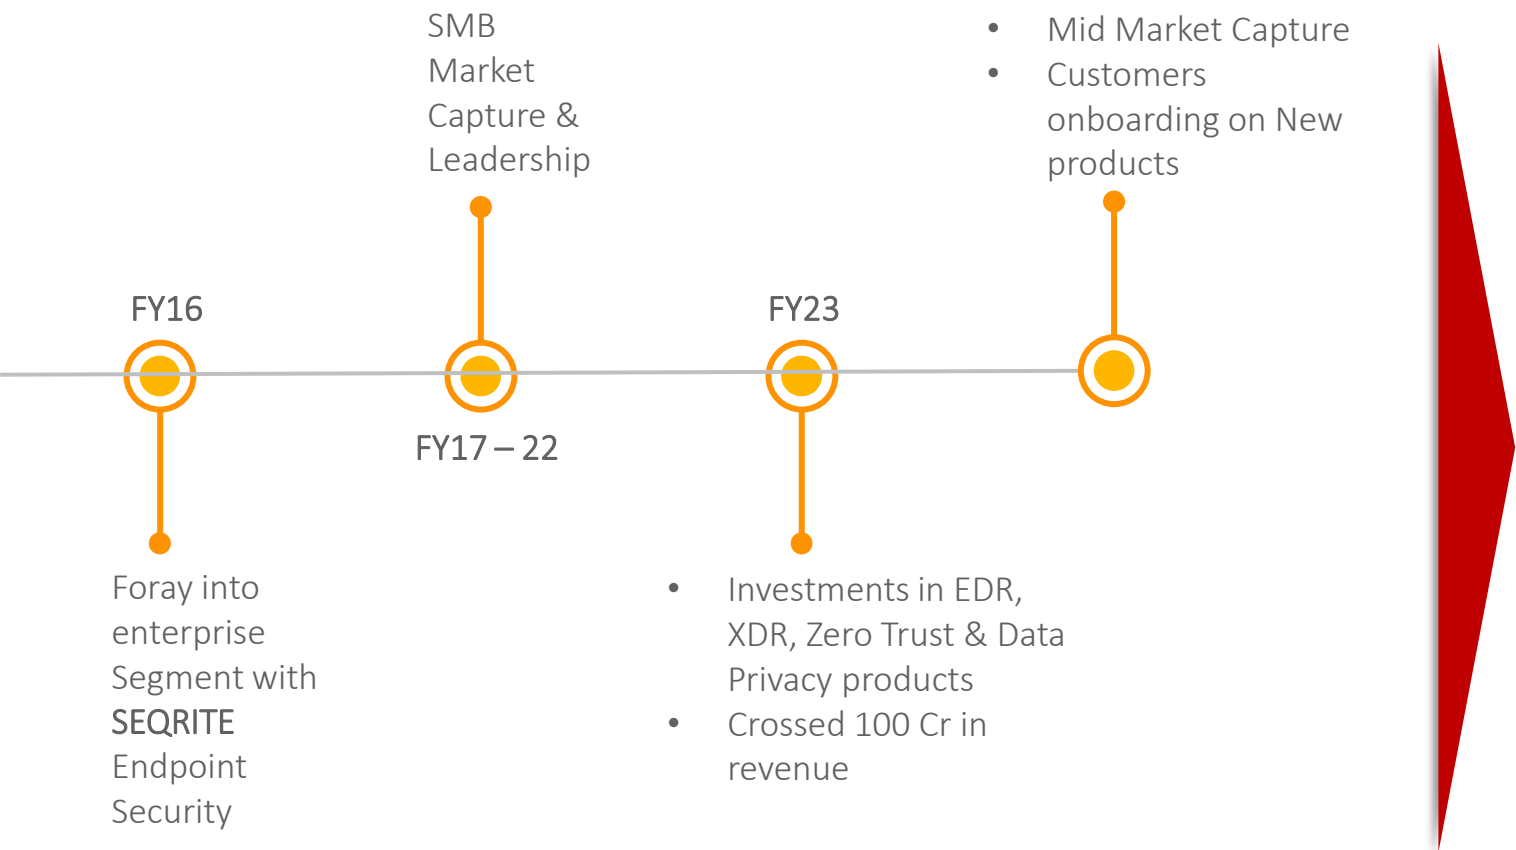 SMB
Market
Capture &
Leadership
• Mid Market Capture
• Customers
onboarding on New
products
FY16
FY23
FY17 – 22
Foray into
enterprise
Segment with
SEQRITE
Endpoint
Security
• Investments in EDR,
XDR, Zero Trust & Data
Privacy products
• Crossed 100 Cr in
revenue